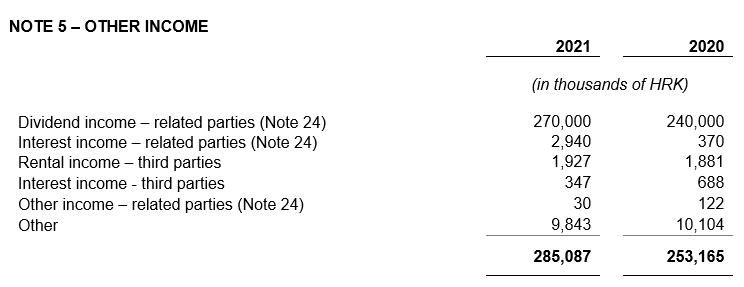 NOTE 5 – OTHER INCOME
2021 2020
(in thousands of HRK)
Dividend income – related parties (Note 24) 270,000 240,000
Interest income – related parties (Note 24) 2,940 370
Rental income – third parties 1,927 1,881
Interest income - third parties 347 688
Other income – related parties (Note 24) 30 122
Other 9,843 10,104
285,087 253,165